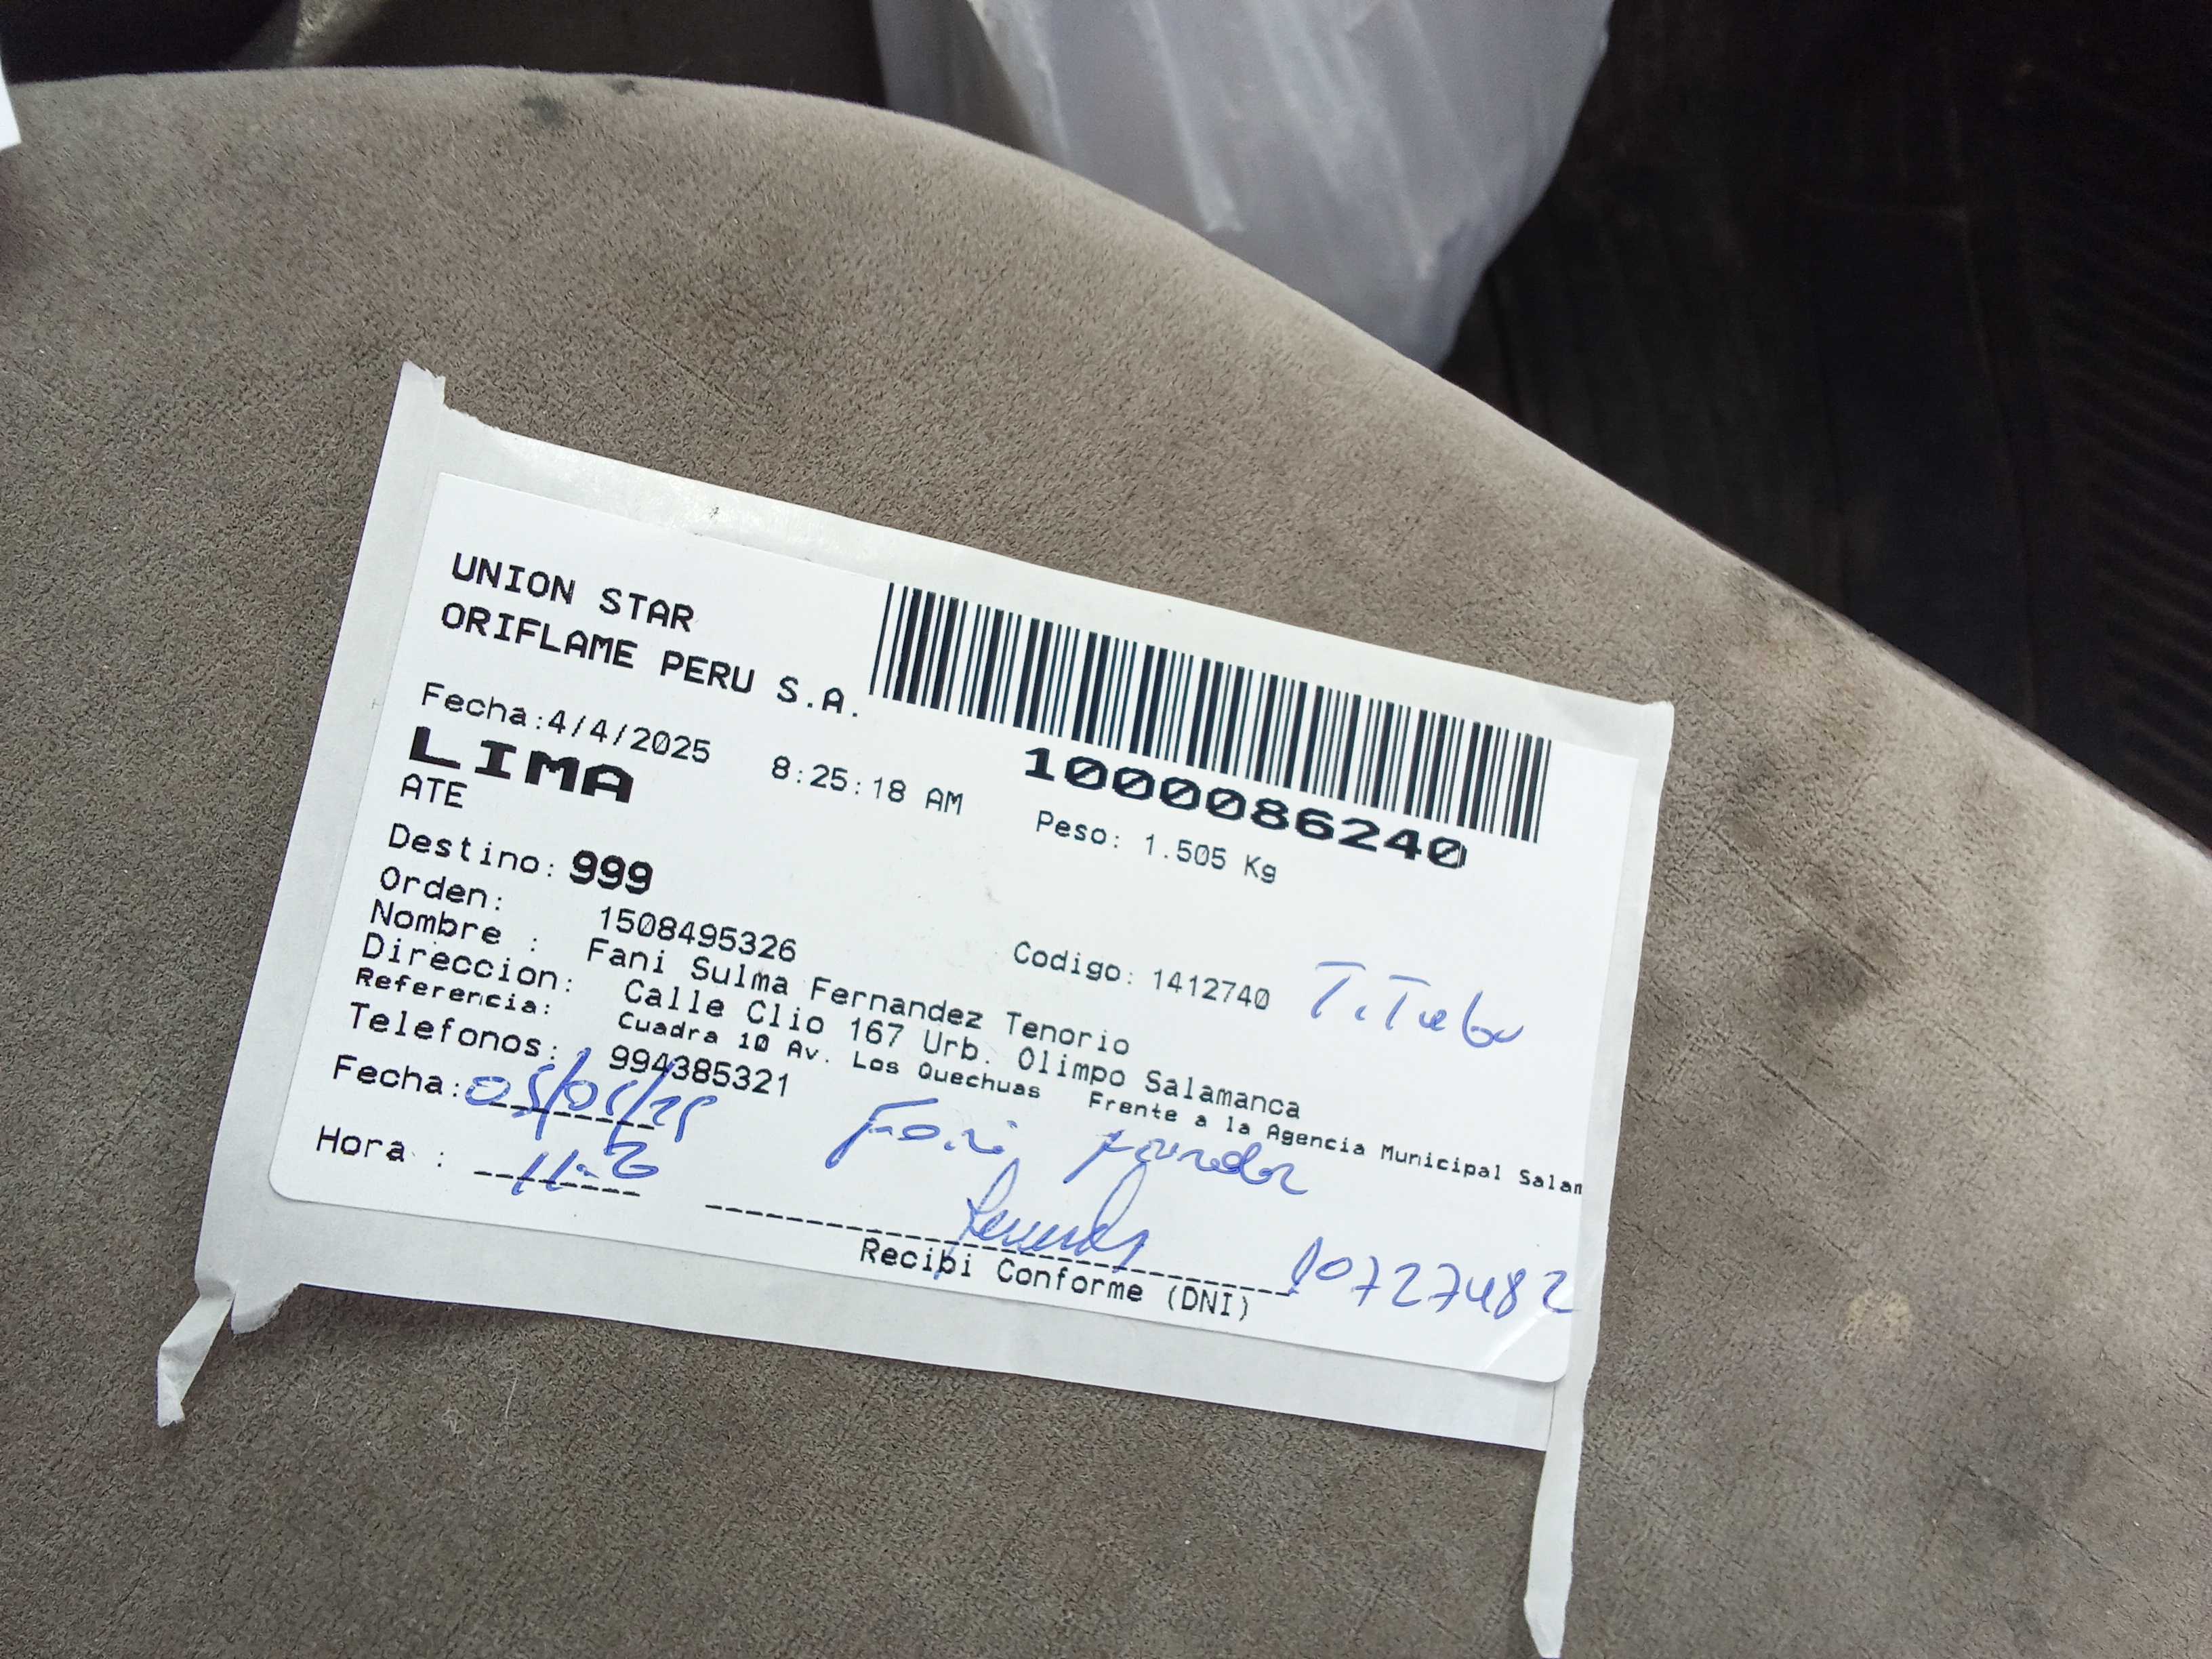 UNION STAR
ORIFLAME PERU S.A.
Fecha:4/4/2025 8:25:18 AM
1000086240
LIMA
Peso: 1.505 Kg
ATE
Destino: 999
Orden: 1508495326 Codigo: 1412740
Nombre : Fani Sulma Fernandez Tenorio
Direccion: Calle Clio 167 Urb. Olimpo Salamanca
Referencia: Cuadra 10 Av. Los Quechuas Frente a la Agencia Municipal Salam
Telefonos: 994385321
Fecha:
Hora :
Fani
Recibi Conforme (DNI)